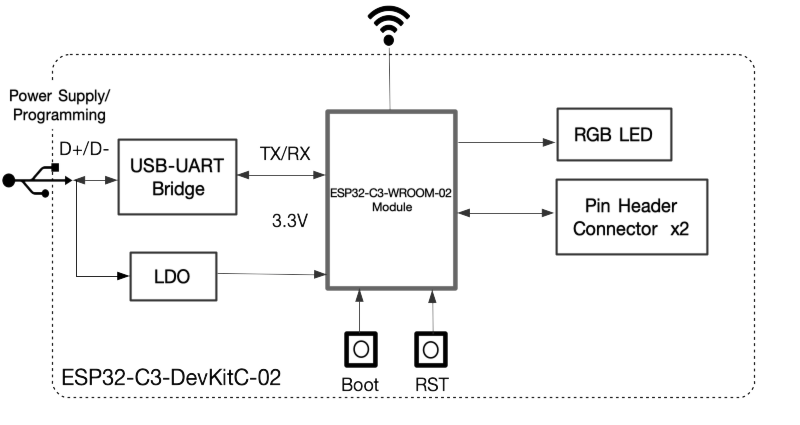 Power Supply/
Programming
D+/D-
USB-UART
Bridge
TX/RX
3.3V
LDO
ESP32-C3-WROOM-02
Module
RGB LED
Pin Header
Connector x2
Boot
RST
ESP32-C3-DevKitC-02